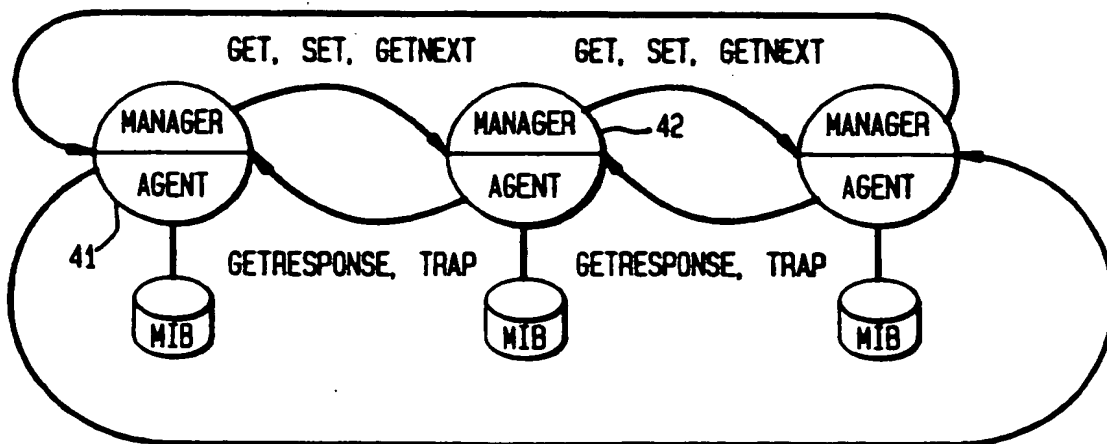 GET, SET, GETNEXT GET, SET, GETNEXT
MANAGER MANAGER 42 MANAGER
AGENT AGENT AGENT
41 GETRESPONSE, TRAP GETRESPONSE, TRAP
MIB MIB MIB